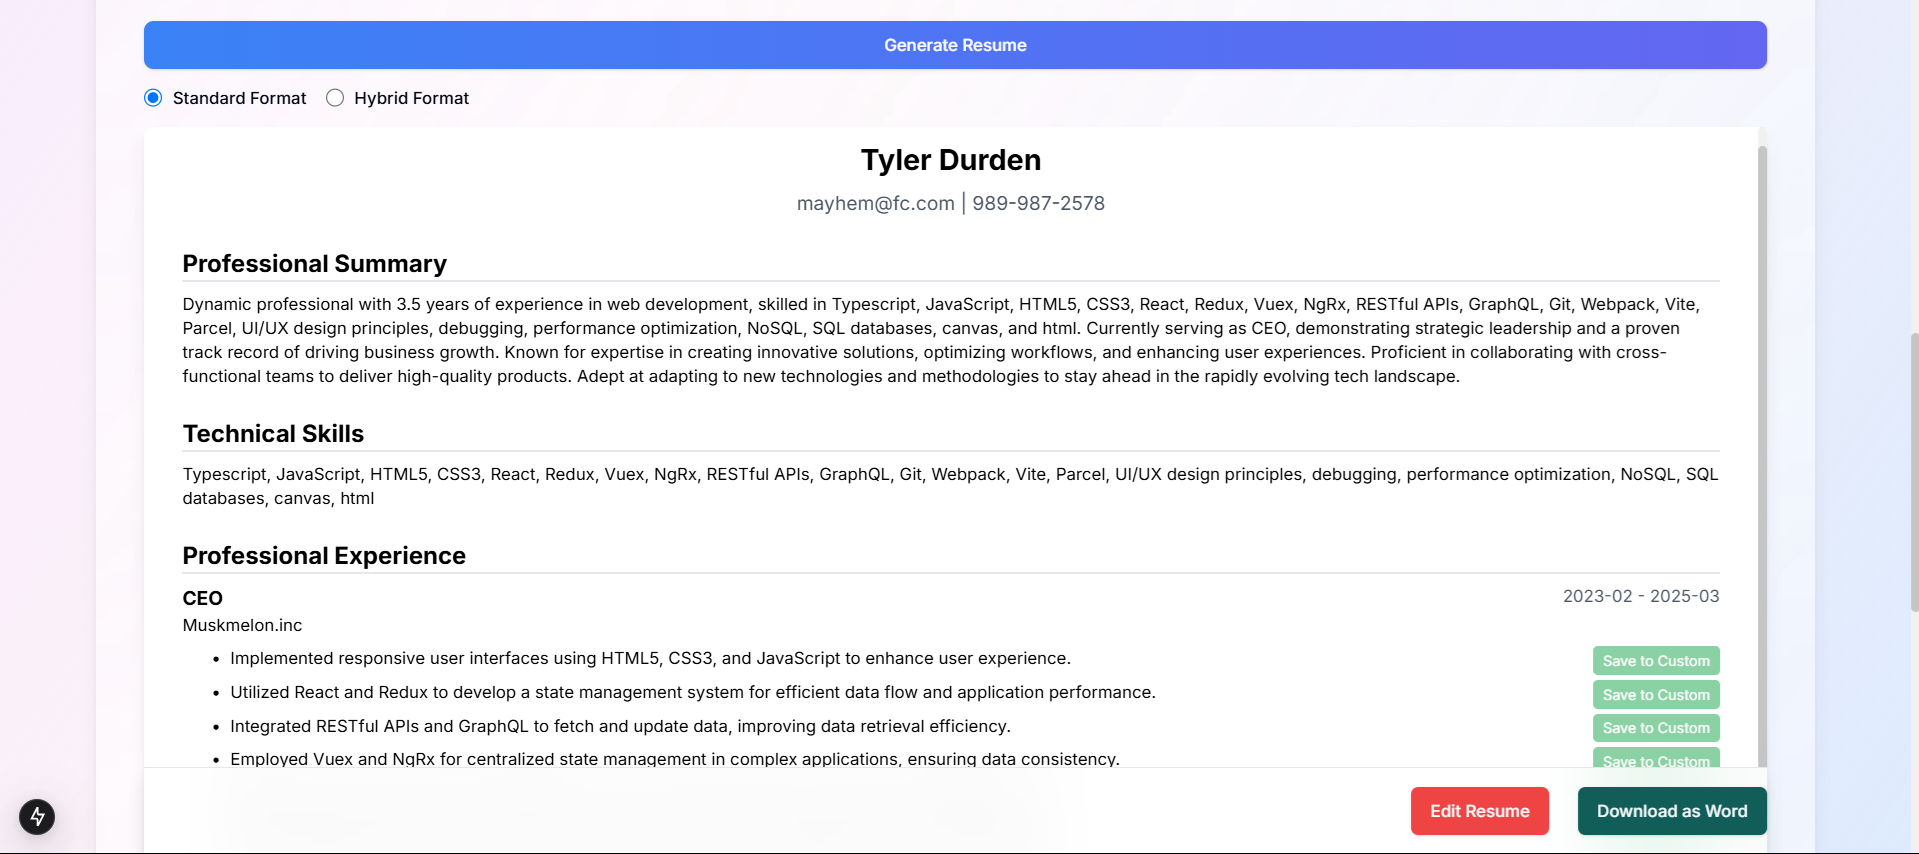 Generate Resume
Standard Format Hybrid Format
Tyler Durden
mayhem@fc.com | 989-987-2578
Professional Summary
Dynamic professional with 3.5 years of experience in web development, skilled in Typescript, JavaScript, HTML5, CSS3, React, Redux, Vuex, NgRx, RESTful APIs, GraphQL, Git, Webpack, Vite,
Parcel, UI/UX design principles, debugging, performance optimization, NoSQL, SQL databases, canvas, and html. Currently serving as CEO, demonstrating strategic leadership and a proven
track record of driving business growth. Known for expertise in creating innovative solutions, optimizing workflows, and enhancing user experiences. Proficient in collaborating with cross-
functional teams to deliver high-quality products. Adept at adapting to new technologies and methodologies to stay ahead in the rapidly evolving tech landscape.
Technical Skills
Typescript, JavaScript, HTML5, CSS3, React, Redux, Vuex, NgRx, RESTful APIs, GraphQL, Git, Webpack, Vite, Parcel, UI/UX design principles, debugging, performance optimization, NoSQL, SQL
databases, canvas, html
Professional Experience
CEO 2023-02 - 2025-03
Muskmelon.inc
• Implemented responsive user interfaces using HTML5, CSS3, and JavaScript to enhance user experience. Save to Custom
• Utilized React and Redux to develop a state management system for efficient data flow and application performance. Save to Custom
• Integrated RESTful APIs and GraphQL to fetch and update data, improving data retrieval efficiency. Save to Custom
• Employed Vuex and NgRx for centralized state management in complex applications, ensuring data consistency. Save to Custom
Edit Resume Download as Word